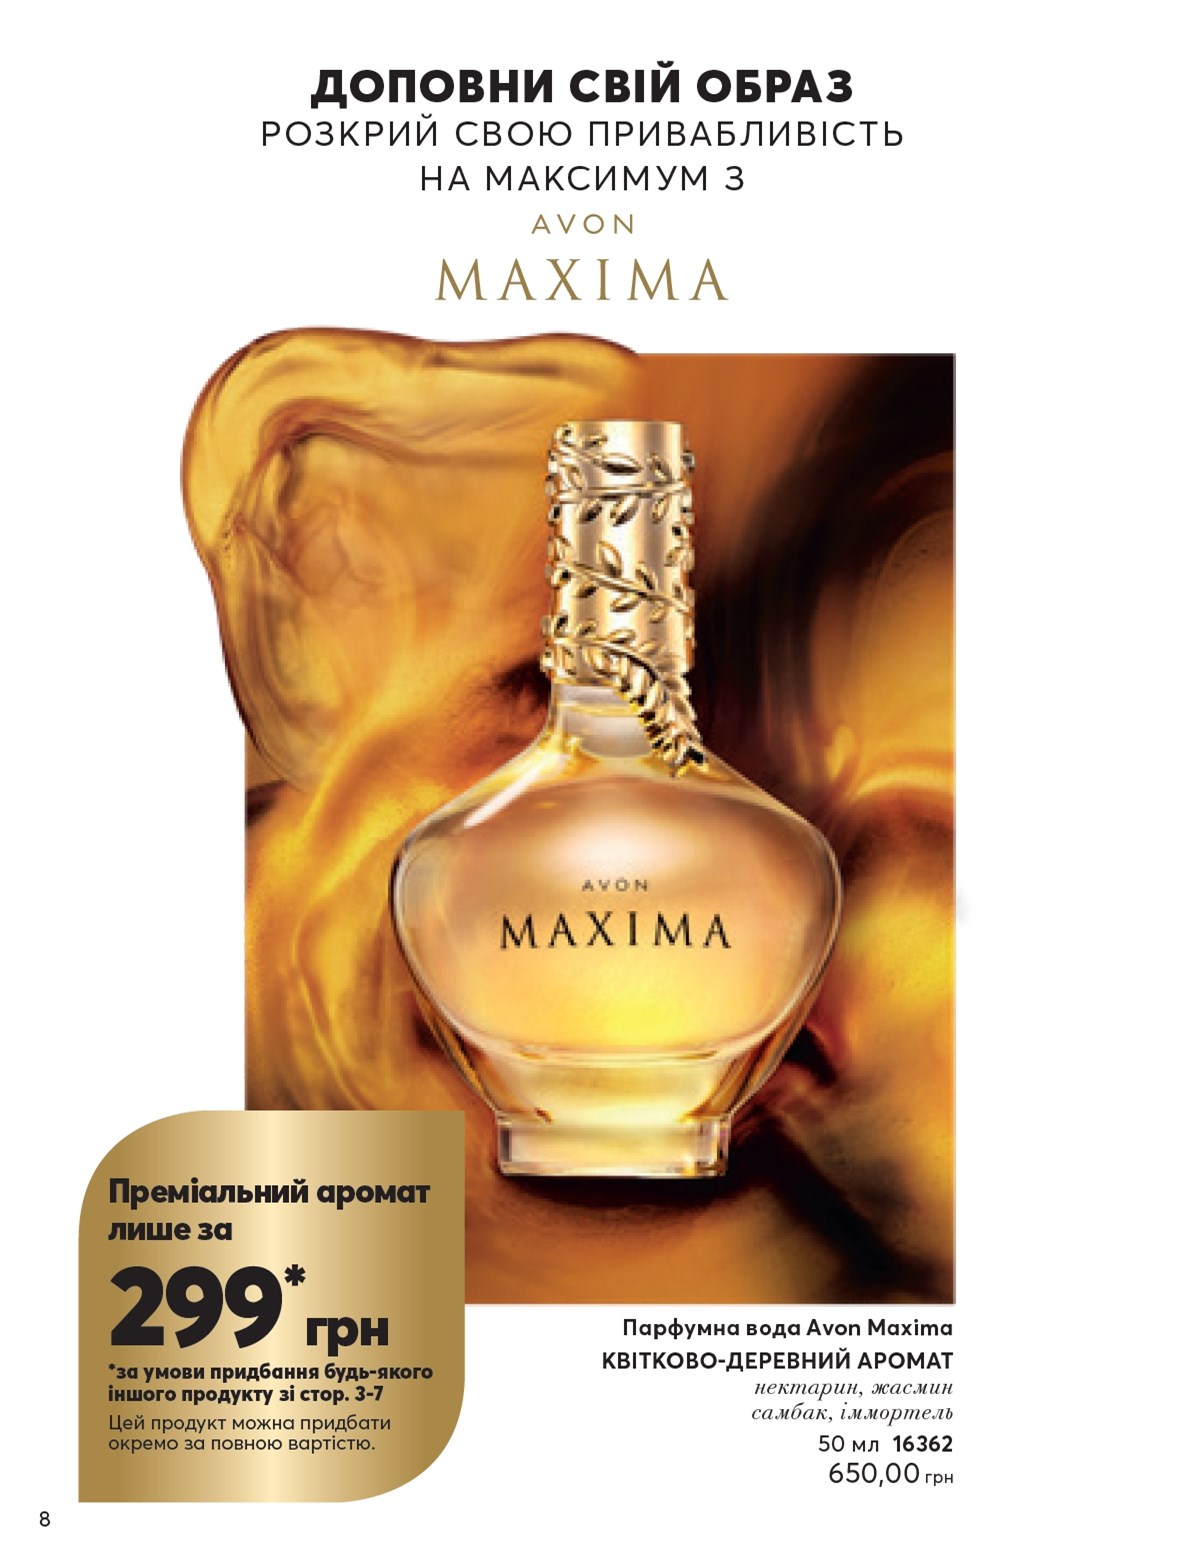 ДОПОВНИ СВІЙ ОБРАЗ
РОЗКРИЙ СВОЮ ПРИВАБЛИВІСТЬ
НА МАКСИМУМ З
AVON
MAXIMA
AVON
MAXIMA
Преміальний аромат
лише за
299*
грн
*за умови придбання будь-якого
іншого продукту зі стор. 3-7
Цей продукт можна придбати
окремо за повною вартістю.
Парфумна вода Avon Maxima
КВІТКОВО-ДЕРЕВНИЙ АРОМАТ
нектарин, жасмин
самбак, іммортель
50 мл 16362
650,00 грн
8